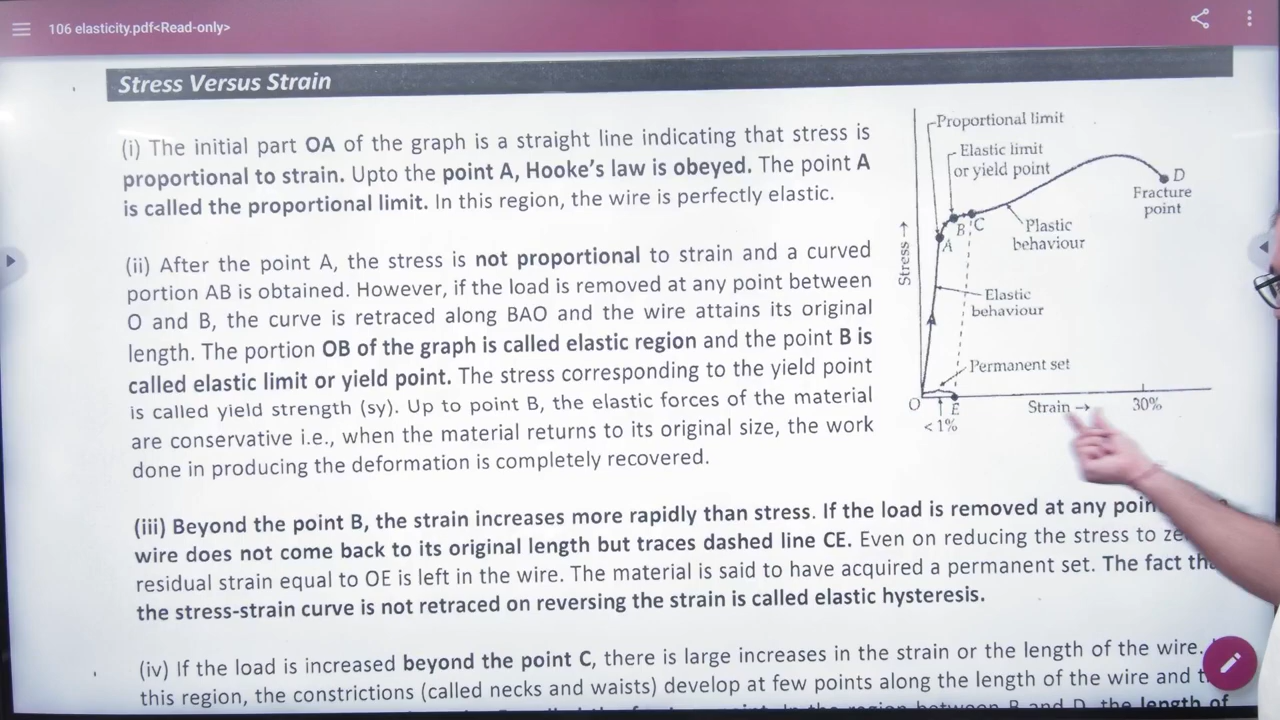 106 elasticity.pdf<Read-only>
Stress Versus Strain
(i) The initial part OA of the graph is a straight line indicating that stress is
proportional to strain. Upto the point A, Hooke's law is obeyed. The point A
is called the proportional limit. In this region, the wire is perfectly elastic.
(ii) After the point A, the stress is not proportional to strain and a curved
portion AB is obtained. However, if the load is removed at any point between
O and B, the curve is retraced along BAO and the wire attains its original
length. The portion OB of the graph is called elastic region and the point B is
called elastic limit or yield point. The stress corresponding to the yield point
is called yield strength (sy). Up to point B, the elastic forces of the material
are conservative i.e., when the material returns to its original size, the work
done in producing the deformation is completely recovered.
Proportional limit
Elastic limit
or yield point
D
Fracture
point
B
C
A
Plastic
behaviour
Stress →
Elastic
behaviour
Permanent set
O
E
Strain →
30%
< 1%
(iii) Beyond the point B, the strain increases more rapidly than stress. If the load is removed at any
wire does not come back to its original length but traces dashed line CE. Even on reducing the stress to
residual strain equal to OE is left in the wire. The material is said to have acquired a permanent set. The fact
the stress-strain curve is not retraced on reversing the strain is called elastic hysteresis.
(iv) If the load is increased beyond the point C, there is large increases in the strain or the length of the wire.
this region, the constrictions (called necks and waists) develop at few points along the length of the wire and
region between B and D, the length of